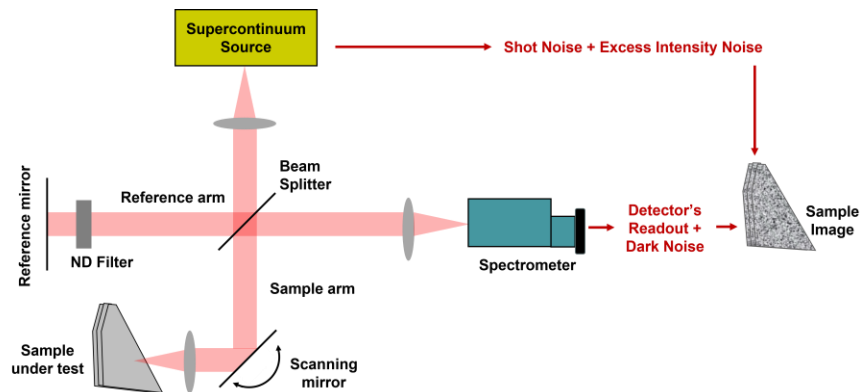 Supercontinuum
Source
Shot Noise + Excess Intensity Noise
Beam
Splitter
Reference arm
Reference mirror
ND Filter
Spectrometer
Detector's
Readout +
Dark Noise
Sample
Image
Sample arm
Sample
under test
Scanning
mirror